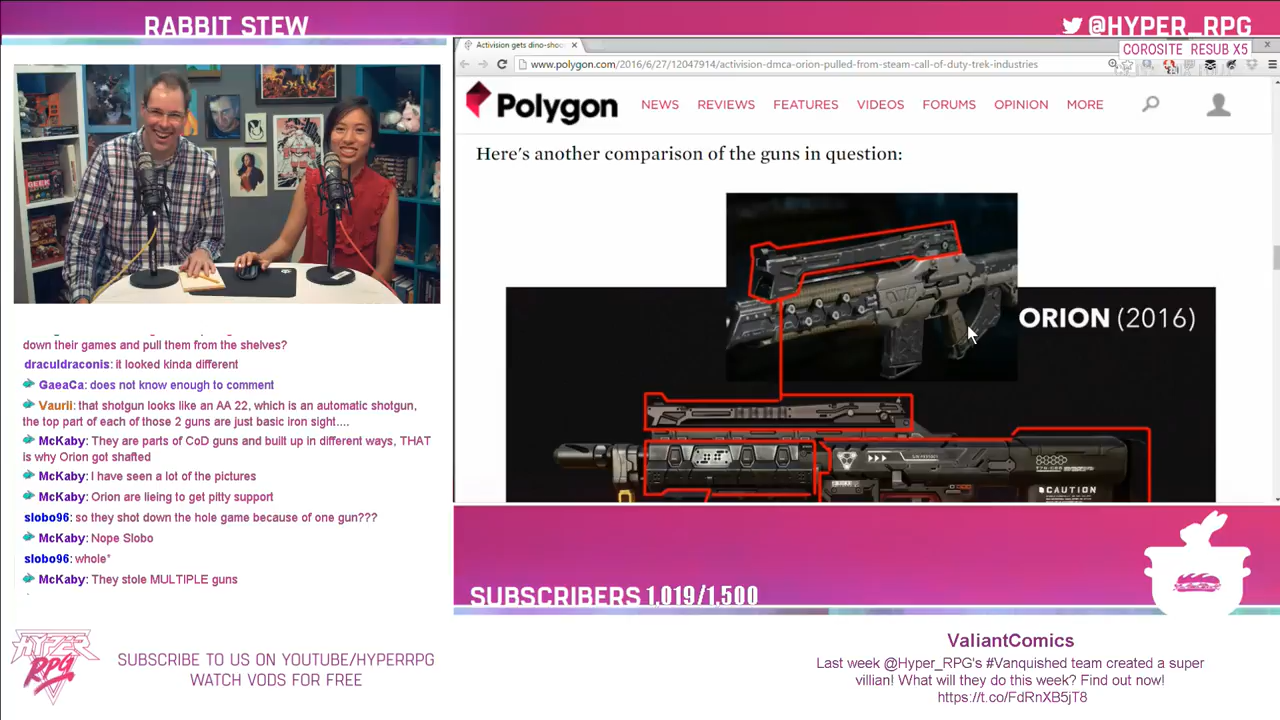 RABBIT STEW
@HYPER_RPG
COROSITE RESUB X5
Activision gets dino-shoo
www.polygon.com/2016/6/27/12047914/activision-dmca-orion-pulled-from-steam-call-of-duty-trek-industries
Polygon
NEWS REVIEWS FEATURES VIDEOS FORUMS OPINION MORE
Here's another comparison of the guns in question:
ORION (2016)
CAUTION
GEEK
down their games and pull them from the shelves?
draculdraconis: it looked kinda different
GaeaCa: does not know enough to comment
Vaurli: that shotgun looks like an AA 22, which is an automatic shotgun,
the top part of each of those 2 guns are just basic iron sight....
McKaby: They are parts of CoD guns and built up in different ways, THAT
is why Orion got shafted
McKaby: I have seen a lot of the pictures
McKaby: Orion are lieing to get pitty support
slobo96: so they shot down the hole game because of one gun???
McKaby: Nope Slobo
slobo96: whole*
McKaby: They stole MULTIPLE guns
SUBSCRIBERS 1,019/1,500
HYPER
RPG
SUBSCRIBE TO US ON YOUTUBE/HYPERRPG
WATCH VODS FOR FREE
ValiantComics
Last week @Hyper_RPG's #Vanquished team created a super
villian! What will they do this week? Find out now!
https://t.co/FdRnXB5jT8